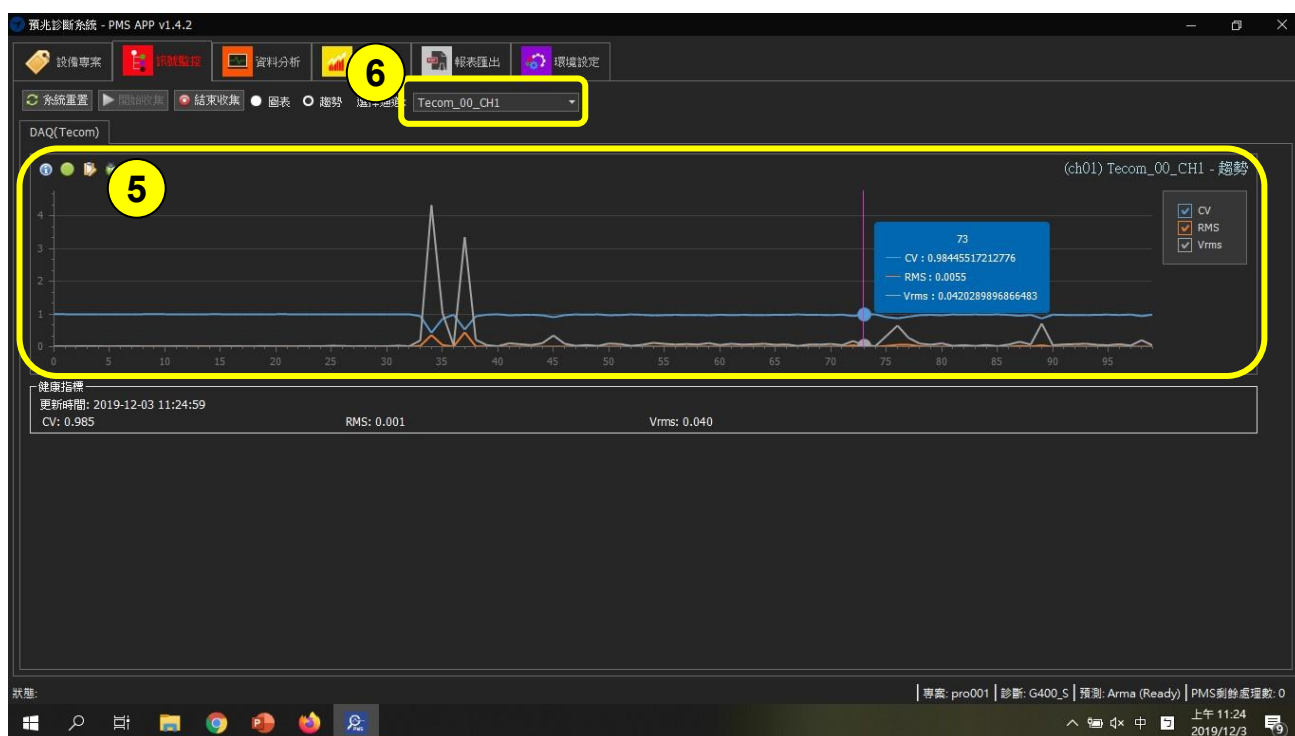 預兆診斷系統 - PMS APP v1.4.2
設備專案 訊號監控 資料分析 報表匯出 環境設定
6
系統重置 開始收集 結束收集 圖表 趨勢 選擇通道: Tecom_00_CH1
DAQ(Tecom)
5
(ch01) Tecom_00_CH1 - 趨勢
CV
RMS
Vrms
73
CV : 0.98445517212776
RMS : 0.0055
Vrms : 0.0420289896866483
4
3
2
1
0
0 5 10 15 20 25 30 35 40 45 50 55 60 65 70 75 80 85 90 95
健康指標
更新時間: 2019-12-03 11:24:59
CV: 0.985 RMS: 0.001 Vrms: 0.040
狀態: 專案: pro001 診斷: G400_S 預測: Arma (Ready) PMS剩餘處理數: 0
PMS 中 ㄅ 上午 11:24
2019/12/3 9